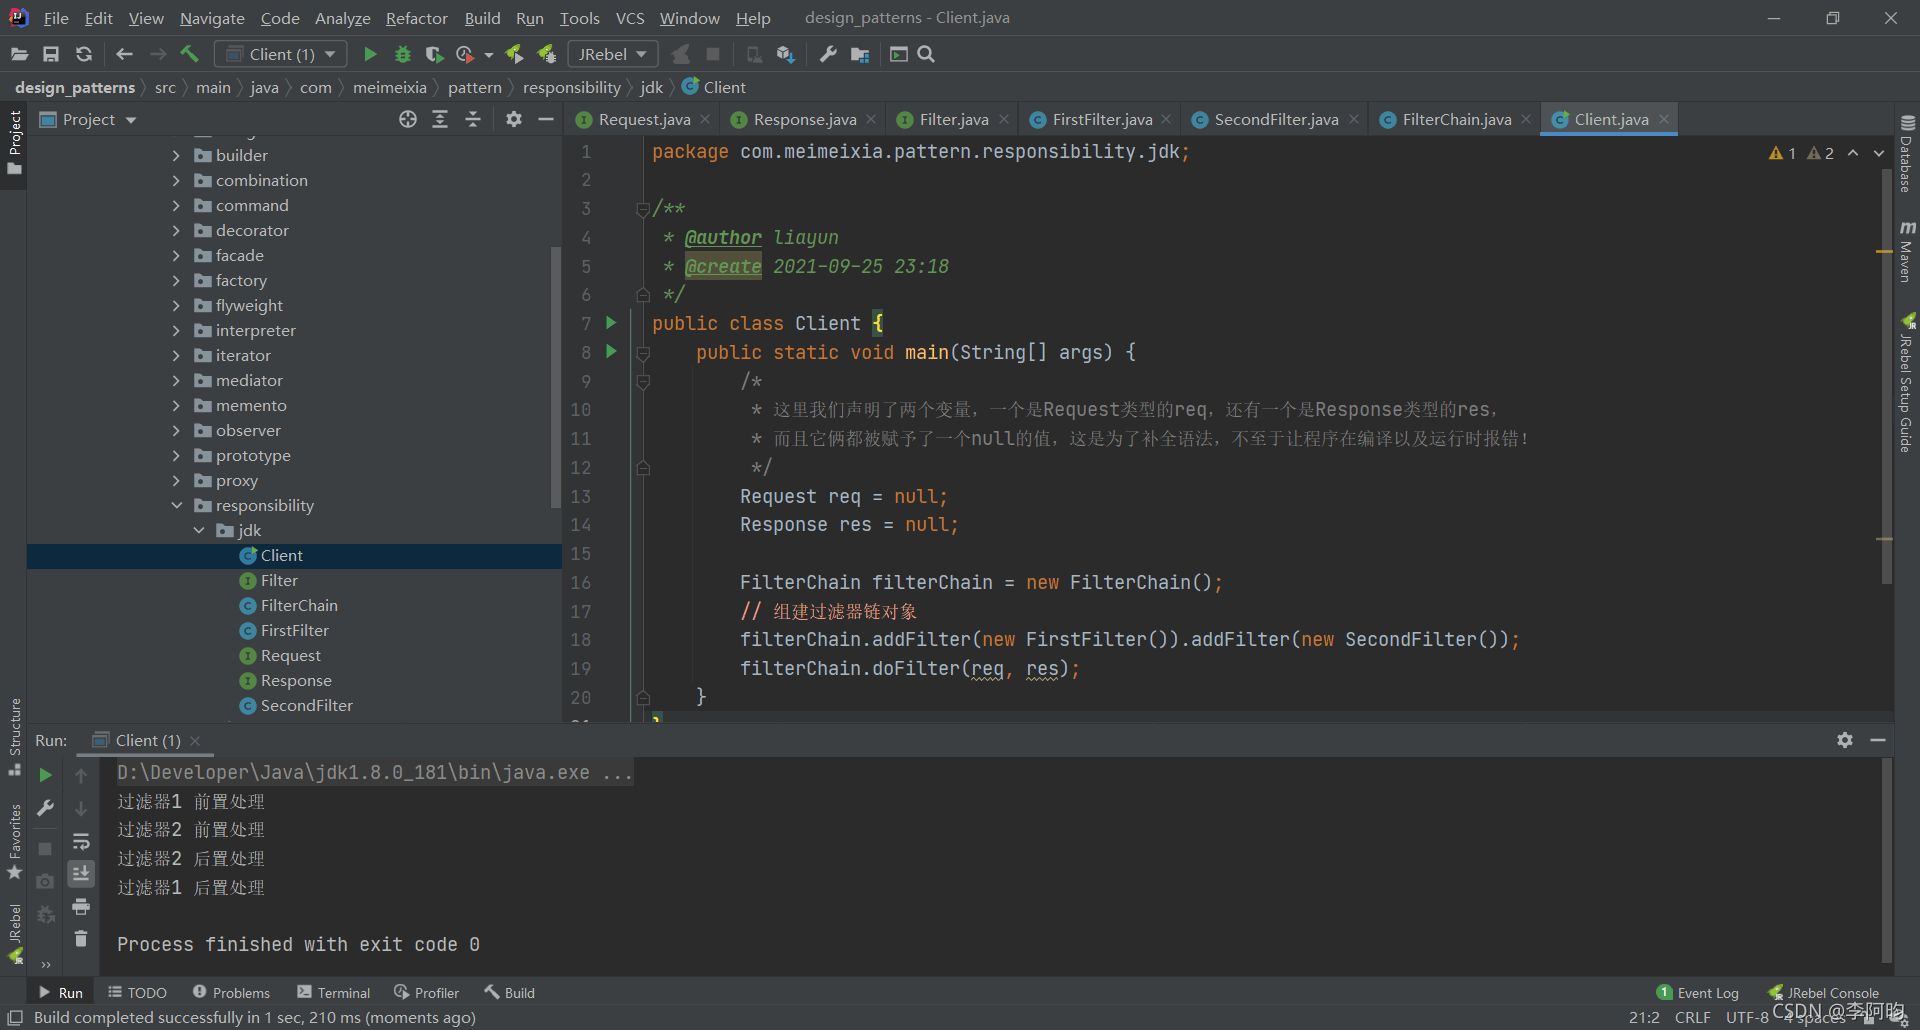 File Edit View Navigate Code Analyze Refactor Build Run Tools VCS Window Help design_patterns - Client.java
Client (1) JRebel
design_patterns src main java com meimeixia pattern responsibility jdk Client
Project
Request.java Response.java Filter.java FirstFilter.java SecondFilter.java FilterChain.java Client.java
Project
builder
combination
command
decorator
facade
factory
flyweight
interpreter
iterator
mediator
memento
observer
prototype
proxy
responsibility
jdk
Client
Filter
FilterChain
FirstFilter
Request
Response
SecondFilter
1 package com.meimeixia.pattern.responsibility.jdk;
1 2
2
3 /**
4 * @author liayun
5 * @create 2021-09-25 23:18
6 */
7 public class Client {
8 public static void main(String[] args) {
9 /*
10 * 这里我们声明了两个变量，一个是Request类型的req，还有一个是Response类型的res，
11 * 而且它俩都被赋予了一个null的值，这是为了补全语法，不至于让程序在编译以及运行时报错！
12 */
13 Request req = null;
14 Response res = null;
15
16 FilterChain filterChain = new FilterChain();
17 // 组建过滤器链对象
18 filterChain.addFilter(new FirstFilter()).addFilter(new SecondFilter());
19 filterChain.doFilter(req, res);
20 }
Database
Maven
JRebel Setup Guide
Structure
Favorites
JRebel
Run: Client (1)
D:\Developer\Java\jdk1.8.0_181\bin\java.exe ...
过滤器1 前置处理
过滤器2 前置处理
过滤器2 后置处理
过滤器1 后置处理
Process finished with exit code 0
Run TODO Problems Terminal Profiler Build 1 Event Log JRebel Console
Build completed successfully in 1 sec, 210 ms (moments ago) 21:2 CRLF UTF-8 4 spaces
CSDN @李阿昀